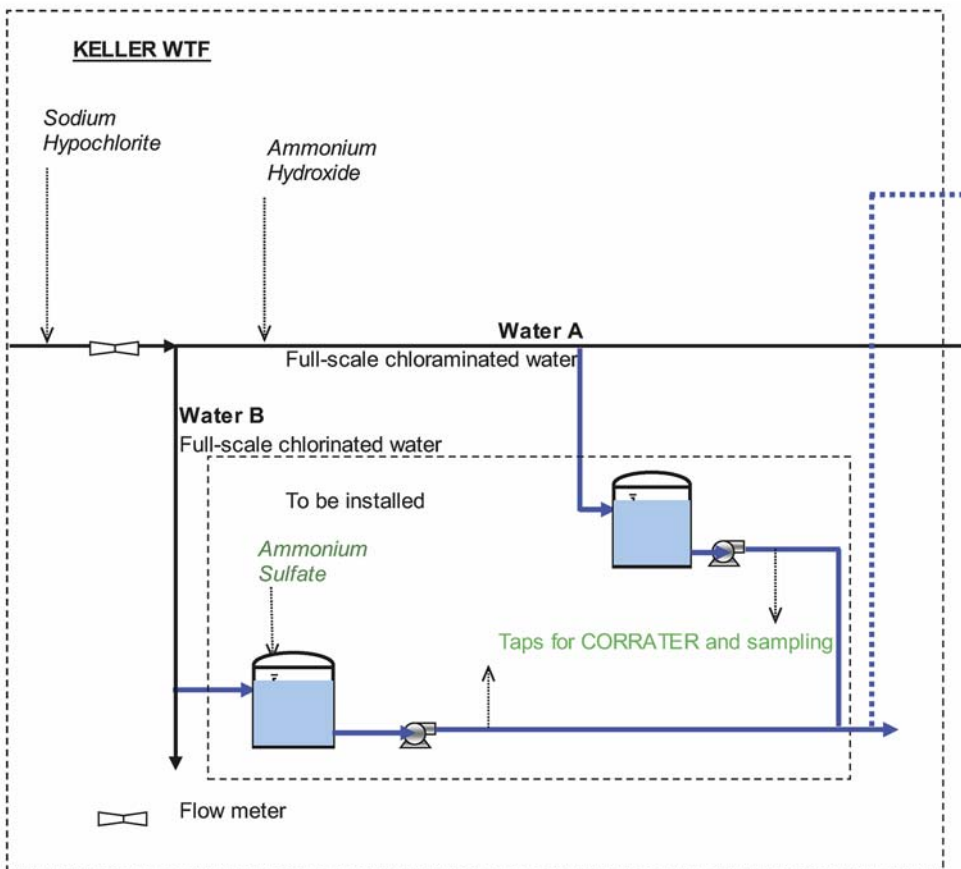 KELLER WTF
Sodium
Hypochlorite
Ammonium
Hydroxide
Water A
Full-scale chloraminated water
Water B
Full-scale chlorinated water
To be installed
Ammonium
Sulfate
Taps for CORRATER and sampling
Flow meter